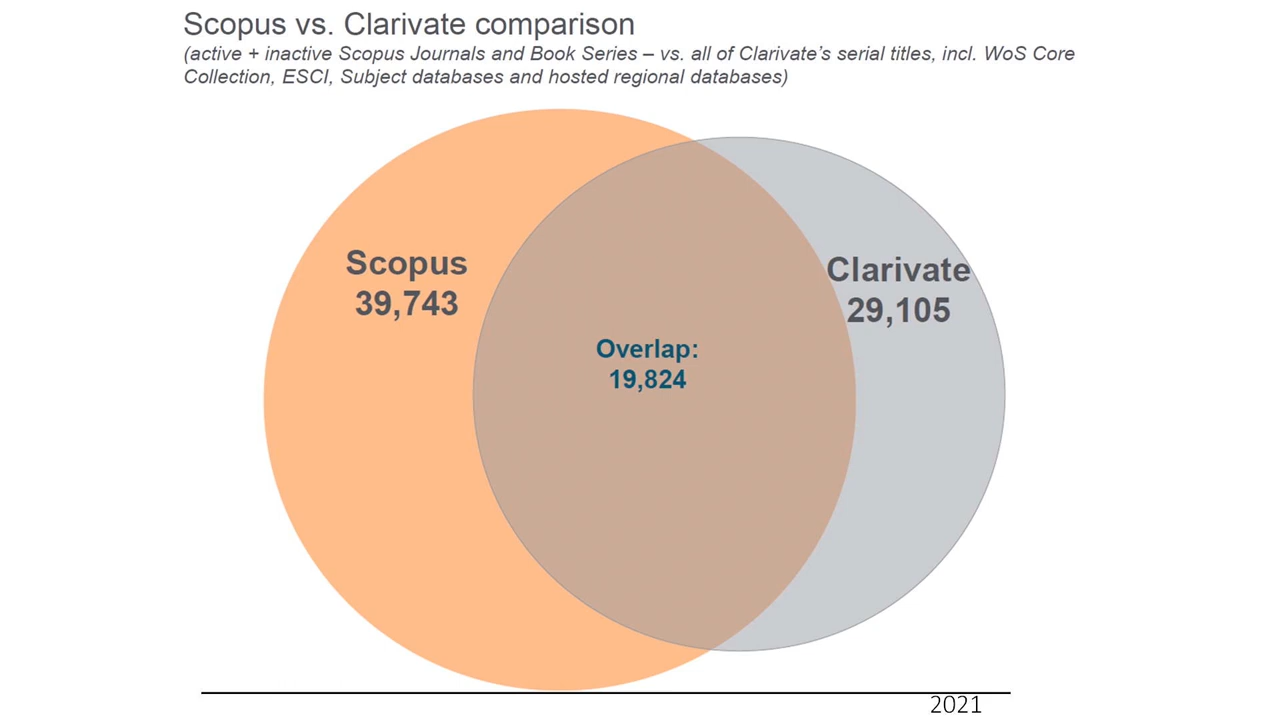 Scopus vs. Clarivate comparison
(active + inactive Scopus Journals and Book Series – vs. all of Clarivate's serial titles, incl. WoS Core
Collection, ESCI, Subject databases and hosted regional databases)
Scopus
39,743
Clarivate
29,105
Overlap:
19,824
2021